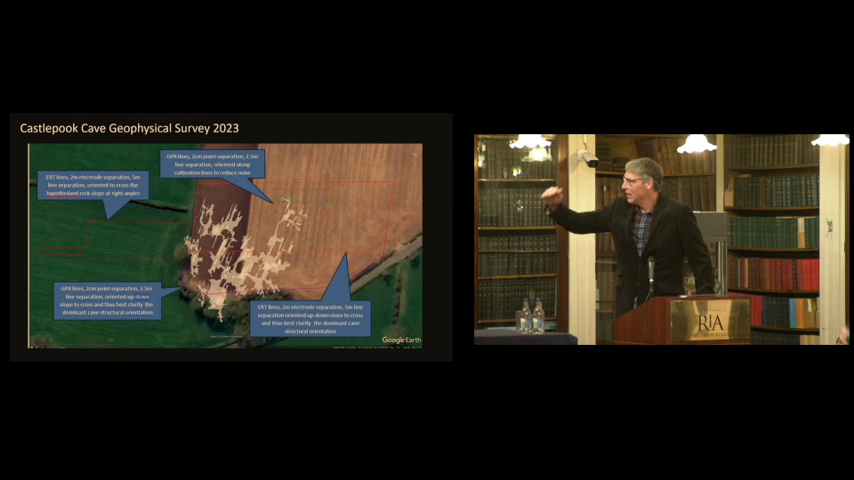 Castlepook Cave Geophysical Survey 2023
GPR lines, 2cm point separation, 2.5m
line separation, oriented along
cultivation lines to reduce noise
ERT lines, 2m electrode separation, 5m
line separation, oriented to cross the
hypothesised rock slope at right angles
GPR lines, 2cm point separation, 2.5m
line separation, oriented up-down
slope to cross and thus best clarify the
dominant cave structural orientation
ERT lines, 2m electrode separation, 5m line
separation oriented up down slope to cross
and thus best clarify the dominant cave
structural orientation
Google Earth
RIA